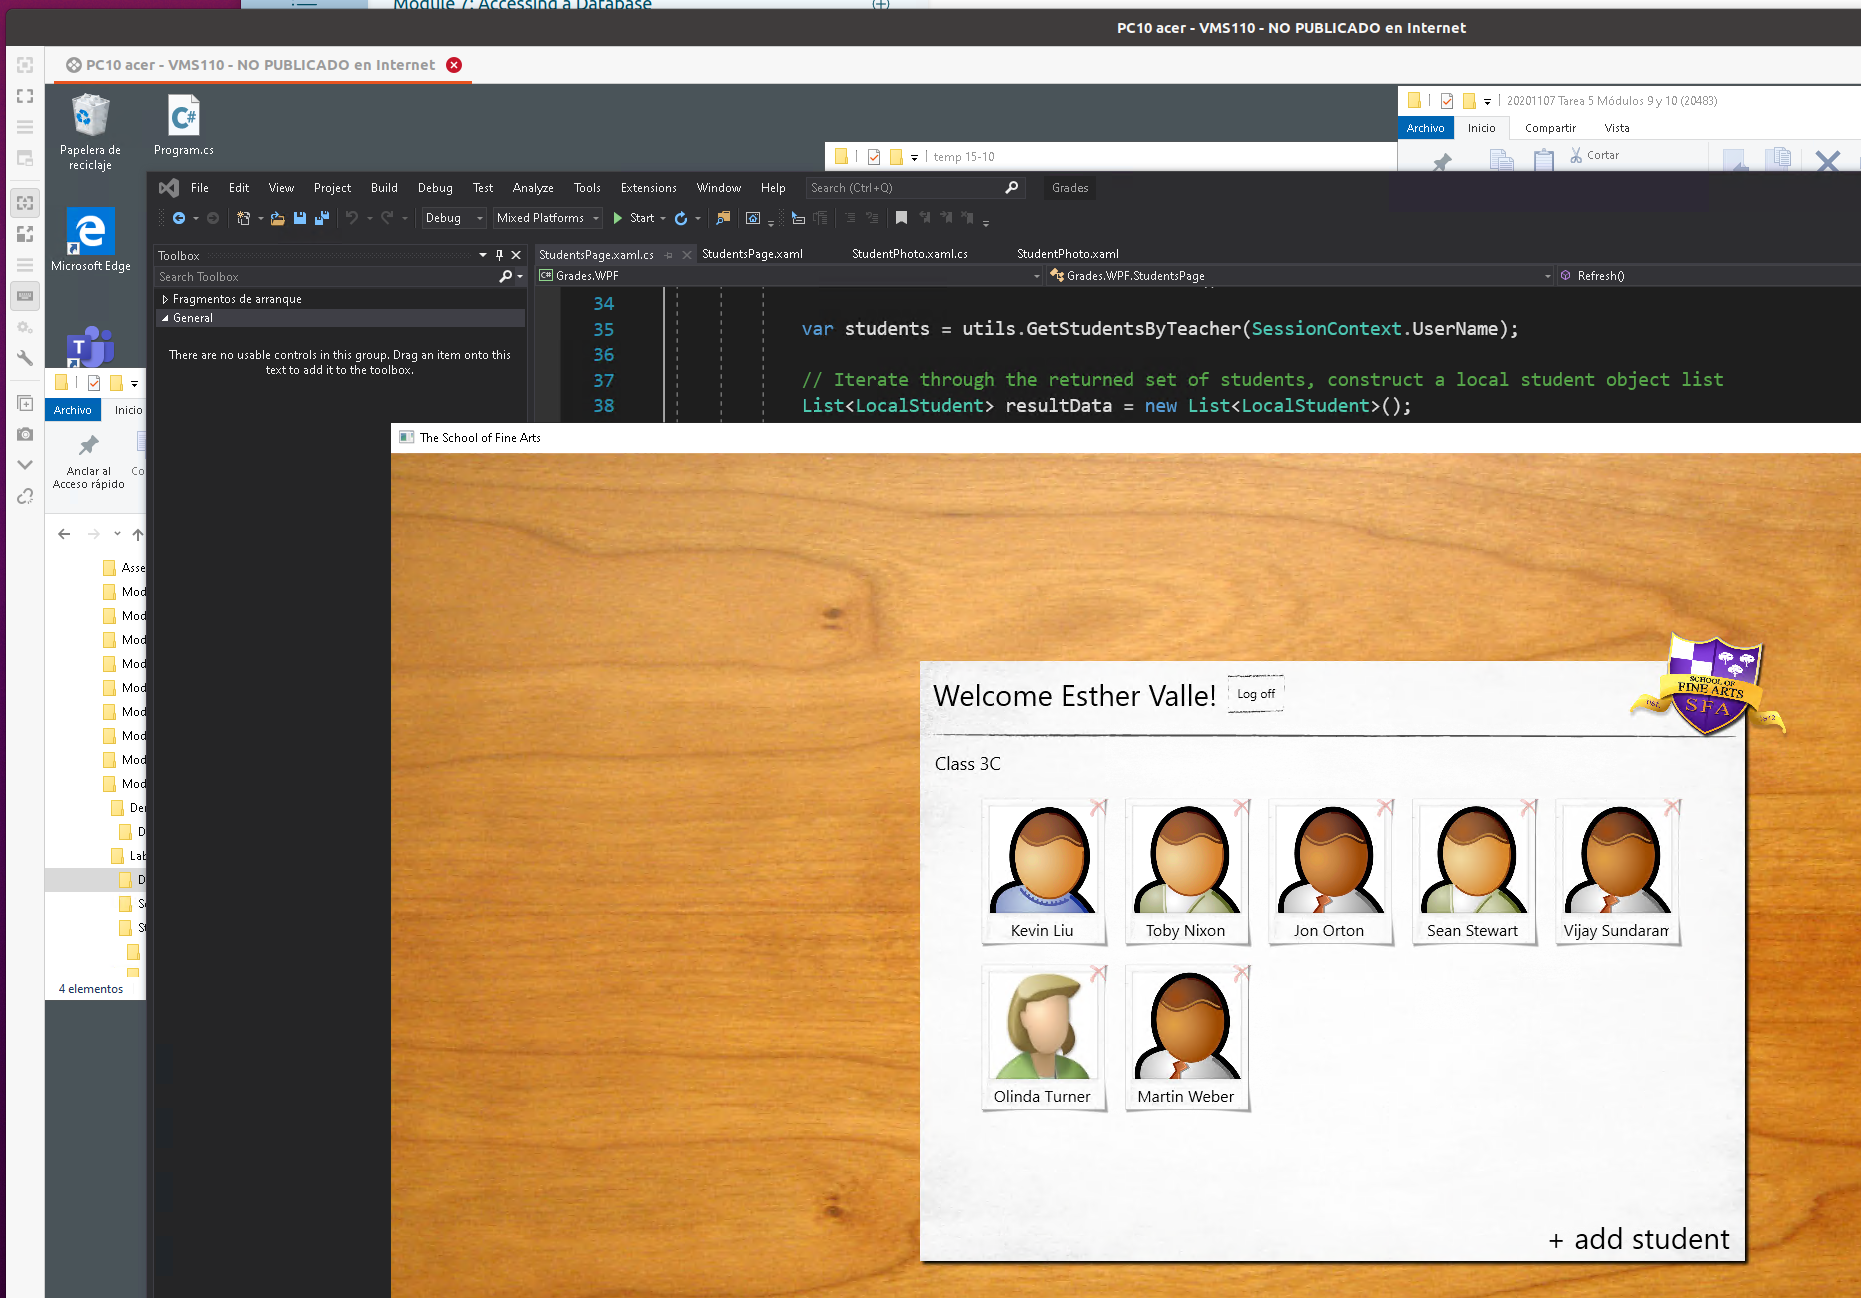 Module 7: Accessing a Database
PC10 acer - VMS110 - NO PUBLICADO en Internet
PC10 acer - VMS110 - NO PUBLICADO en Internet
Papelera de
reciclaje
Program.cs
20201107 Tarea 5 Módulos 9 y 10 (20483)
Archivo Inicio Compartir Vista
Cortar
temp 15-10
File Edit View Project Build Debug Test Analyze Tools Extensions Window Help Search (Ctrl+Q) Grades
Debug Mixed Platforms Start
Microsoft Edge
Toolbox
Search Toolbox
Fragmentos de arranque
General
There are no usable controls in this group. Drag an item onto this
text to add it to the toolbox.
StudentsPage.xaml.cs StudentsPage.xaml StudentPhoto.xaml.cs StudentPhoto.xaml
C# Grades.WPF Grades.WPF.StudentsPage Refresh()
34
35 var students = utils.GetStudentsByTeacher(SessionContext.UserName);
36
37 // Iterate through the returned set of students, construct a local student object list
38 List<LocalStudent> resultData = new List<LocalStudent>();
T
Archivo Inicio
Anclar al
Acceso rápido
Co
Asse
Mod
Mod
Mod
Mod
Mod
Mod
Mod
Mod
Mod
Der
D
Lab
D
S
St
4 elementos
The School of Fine Arts
Welcome Esther Valle! Log off
SCHOOL OF
FINE ARTS
SFA
Class 3C
Kevin Liu Toby Nixon Jon Orton Sean Stewart Vijay Sundaram
Olinda Turner Martin Weber
+ add student